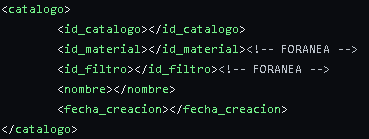 <catalogo>
<id_catalogo></id_catalogo>
<id_material></id_material><!-- FORANEA -->
<id_filtro></id_filtro><!-- FORANEA -->
<nombre></nombre>
<fecha_creacion></fecha_creacion>
</catalogo>